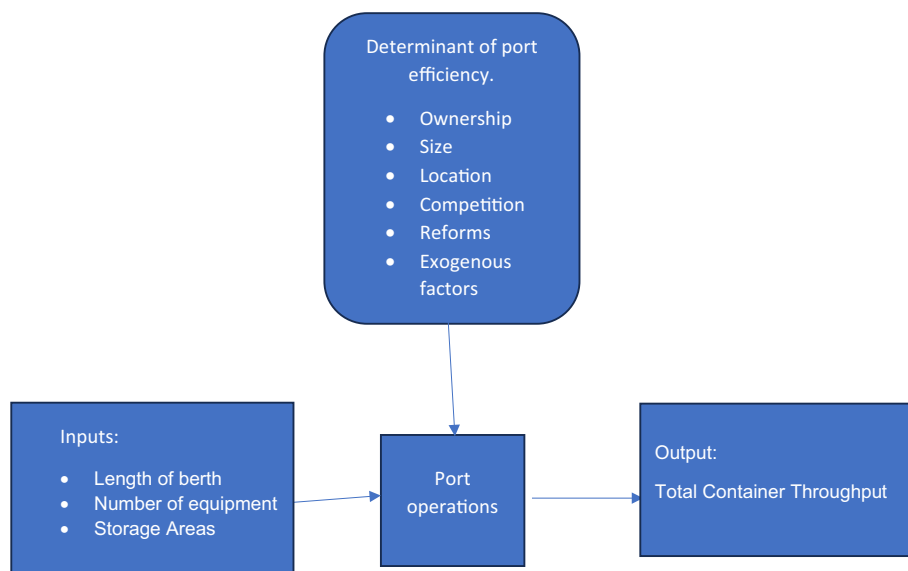 Determinant of port
efficiency.
• Ownership
• Size
• Location
• Competition
• Reforms
• Exogenous
factors
Inputs:
• Length of berth
• Number of equipment
• Storage Areas
Port
operations
Output:
Total Container Throughput